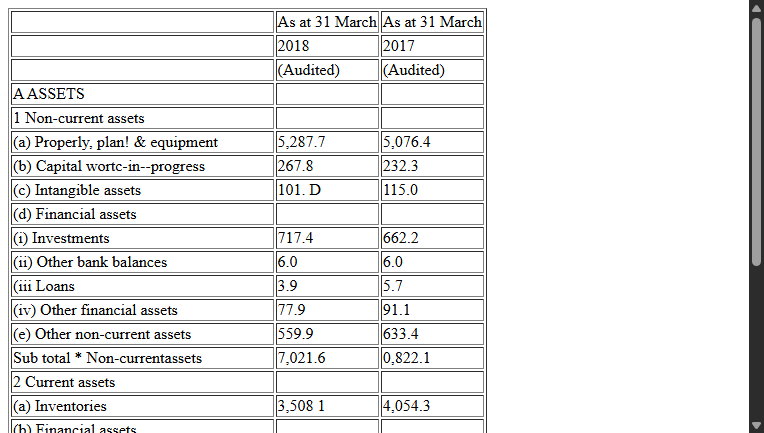 As at 31 March As at 31 March
2018 2017
(Audited) (Audited)
A ASSETS
1 Non-current assets
(a) Properly, plan! & equipment 5,287.7 5,076.4
(b) Capital wortc-in--progress 267.8 232.3
(c) Intangible assets 101. D 115.0
(d) Financial assets
(i) Investments 717.4 662.2
(ii) Other bank balances 6.0 6.0
(iii Loans 3.9 5.7
(iv) Other financial assets 77.9 91.1
(e) Other non-current assets 559.9 633.4
Sub total * Non-currentassets 7,021.6 0,822.1
2 Current assets
(a) Inventories 3,508 1 4,054.3
(b) Financial assets